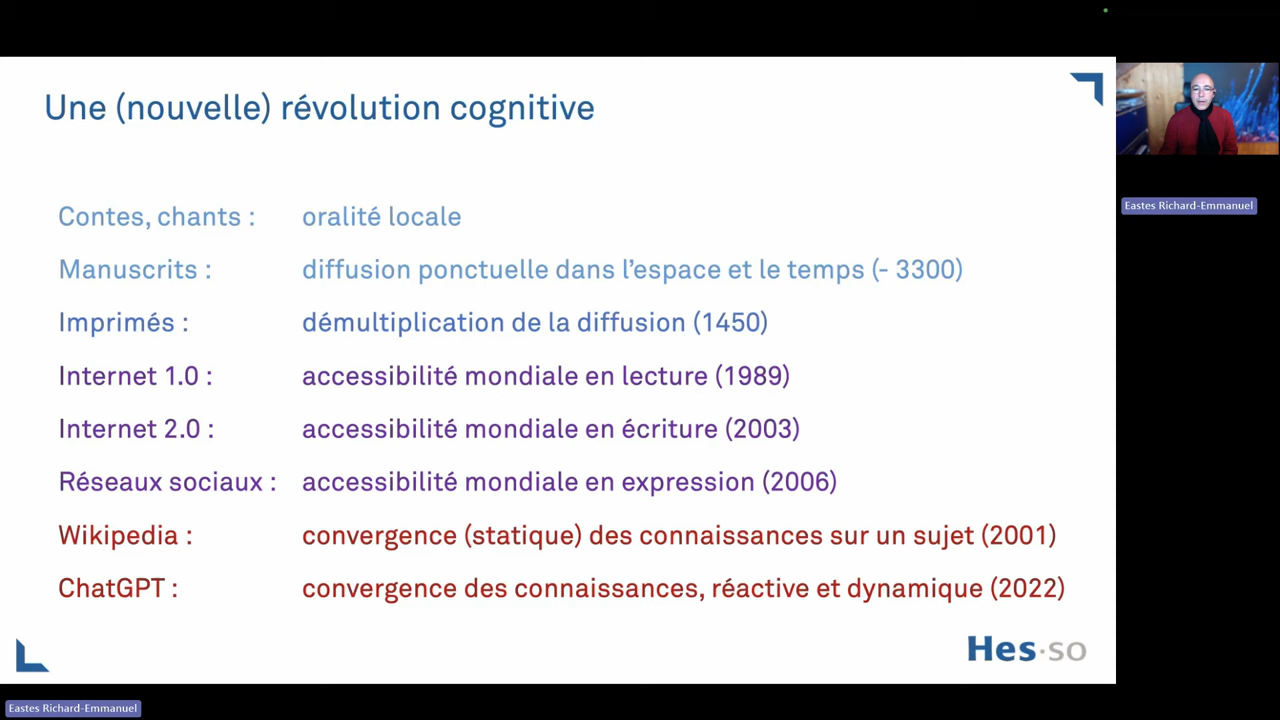 Une (nouvelle) révolution cognitive
Contes, chants : oralité locale
Manuscrits : diffusion ponctuelle dans l'espace et le temps (- 3300)
Imprimés : démultiplication de la diffusion (1450)
Internet 1.0 : accessibilité mondiale en lecture (1989)
Internet 2.0 : accessibilité mondiale en écriture (2003)
Réseaux sociaux : accessibilité mondiale en expression (2006)
Wikipedia : convergence (statique) des connaissances sur un sujet (2001)
ChatGPT : convergence des connaissances, réactive et dynamique (2022)
Hes·so
Eastes Richard-Emmanuel
Eastes Richard-Emmanuel